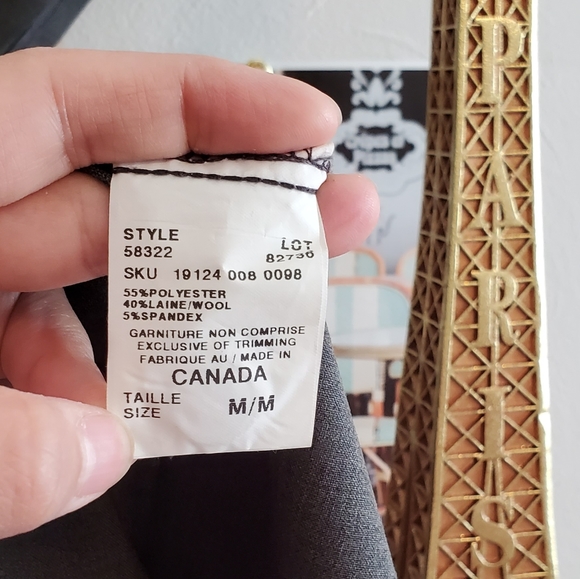 STYLE
58322
LOT
82730
SKU 19124 008 0098
55%POLYESTER
40%LAINE/WOOL
5%SPANDEX
GARNITURE NON COMPRISE
EXCLUSIVE OF TRIMMING
FABRIQUE AU / MADE IN
CANADA
TAILLE
SIZE M/M
PARIS